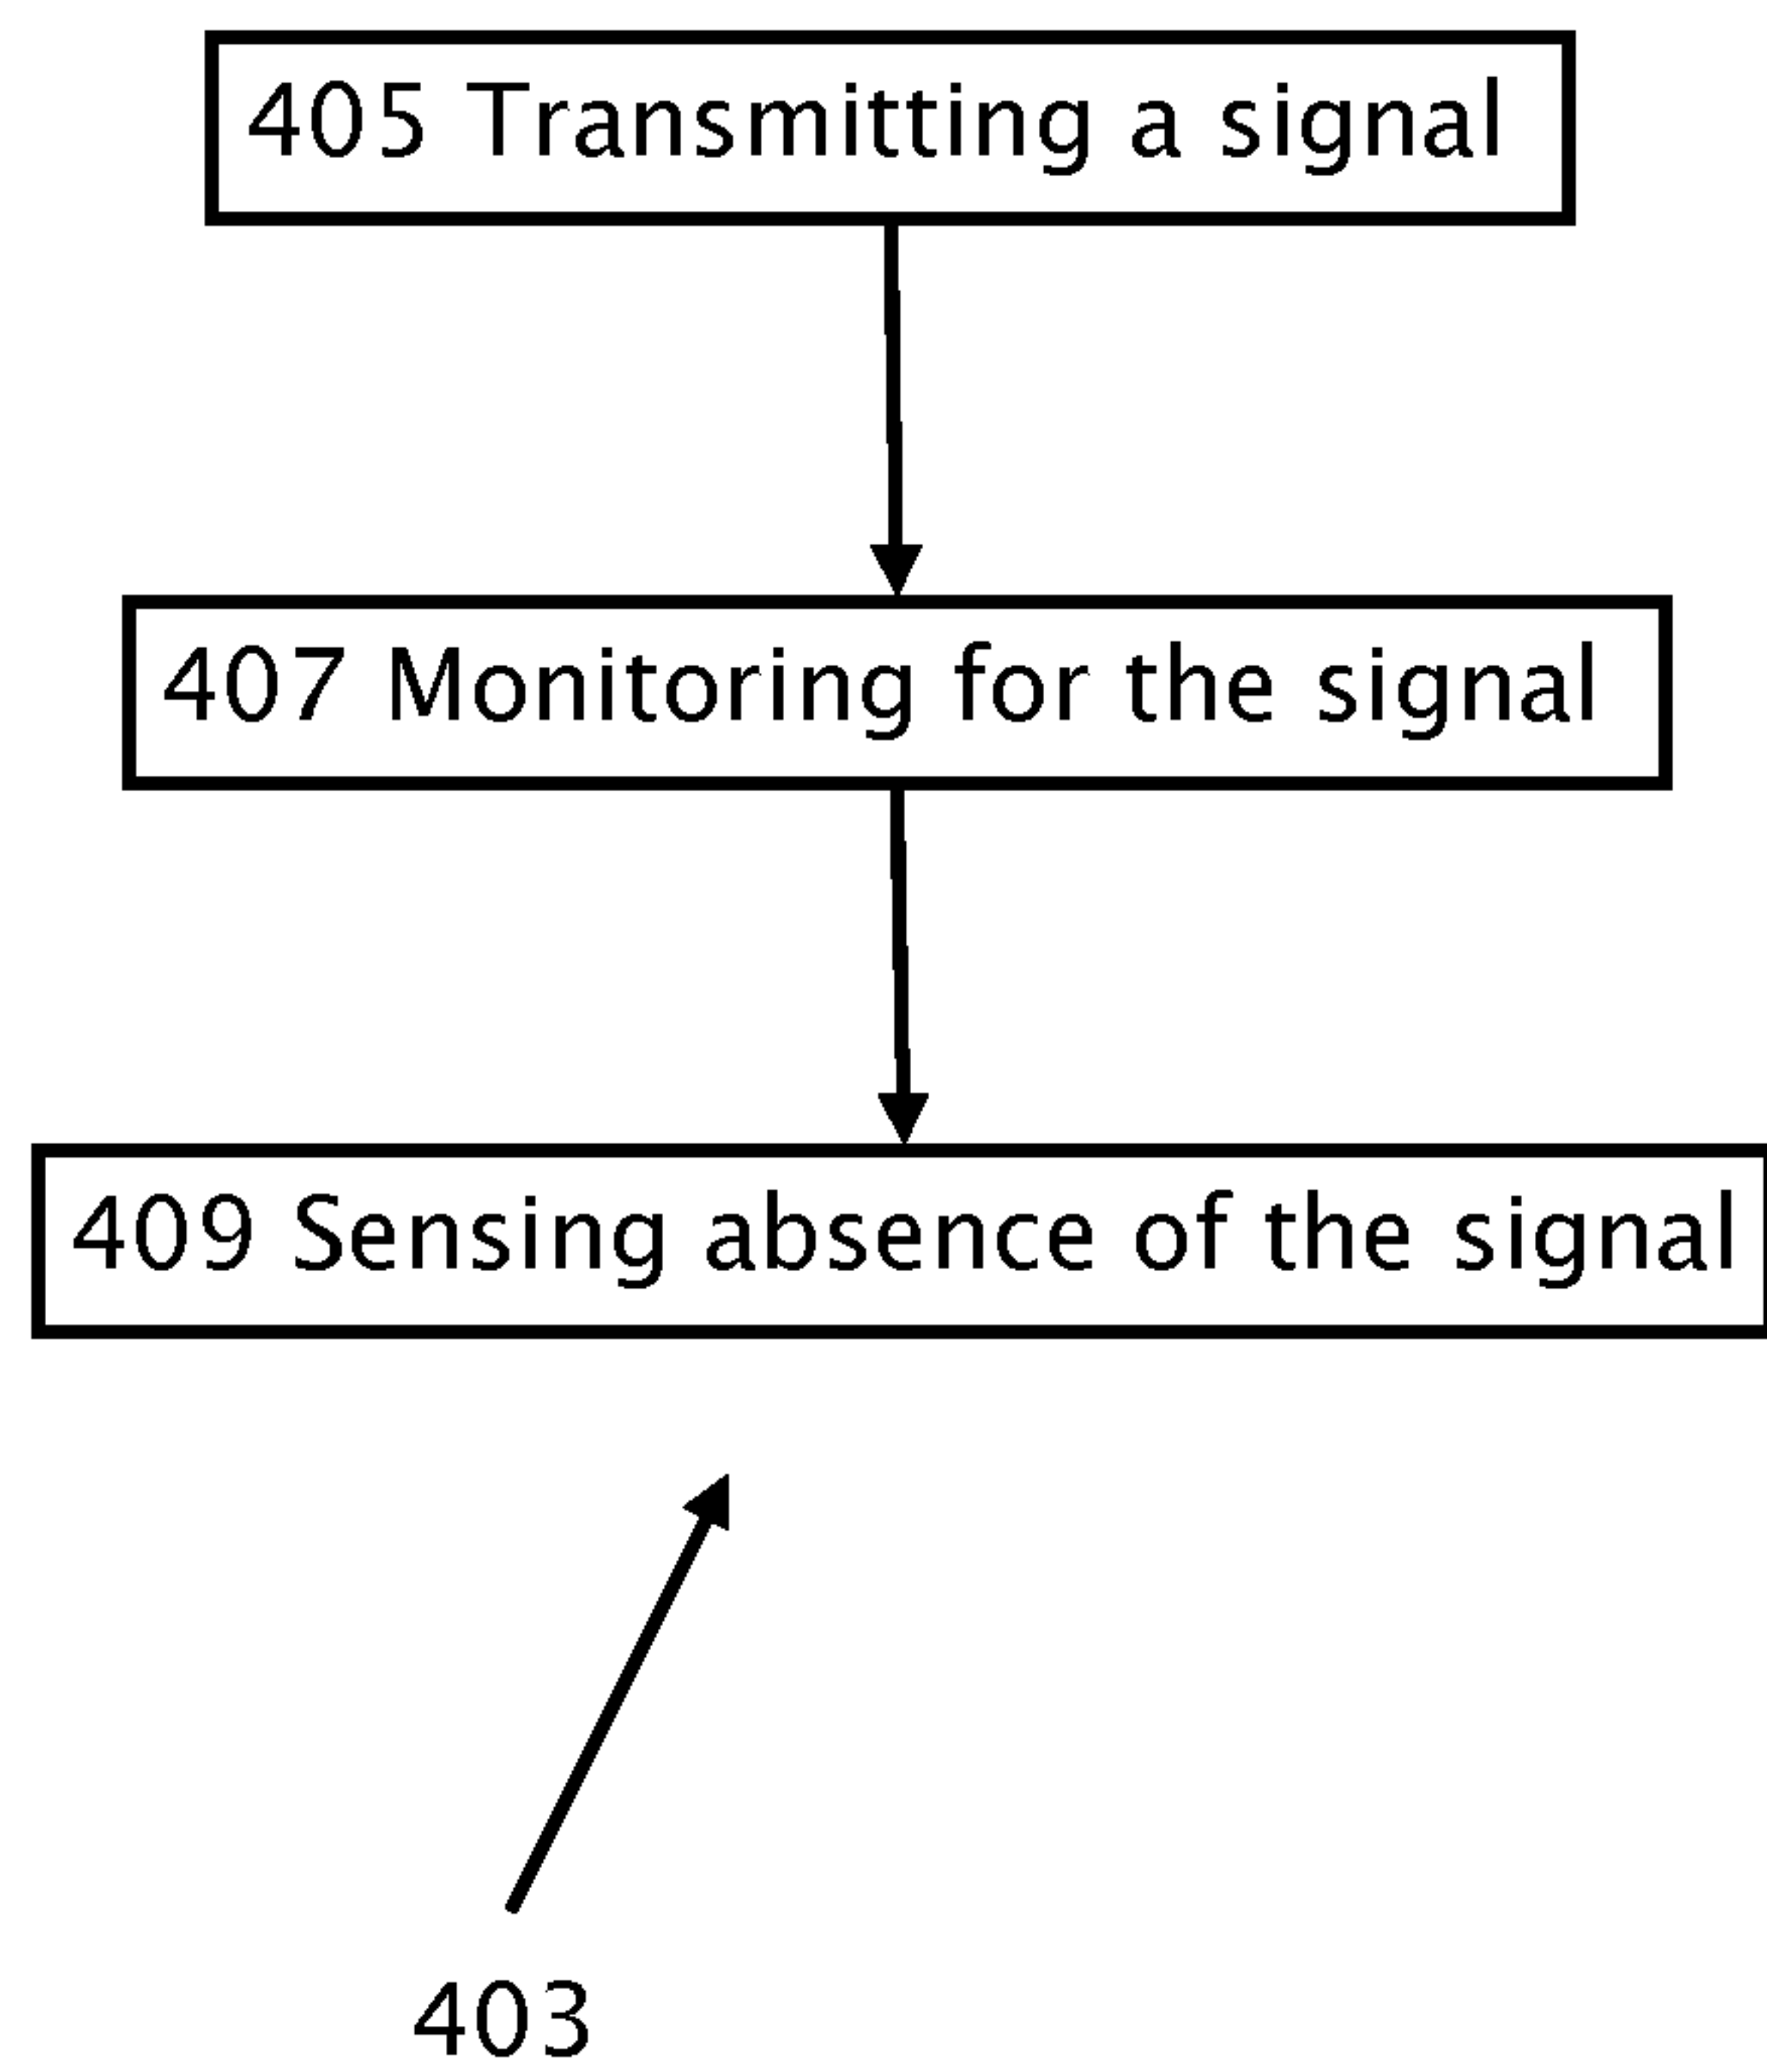 405 Transmitting a signal
407 Monitoring for the signal
409 Sensing absence of the signal
403